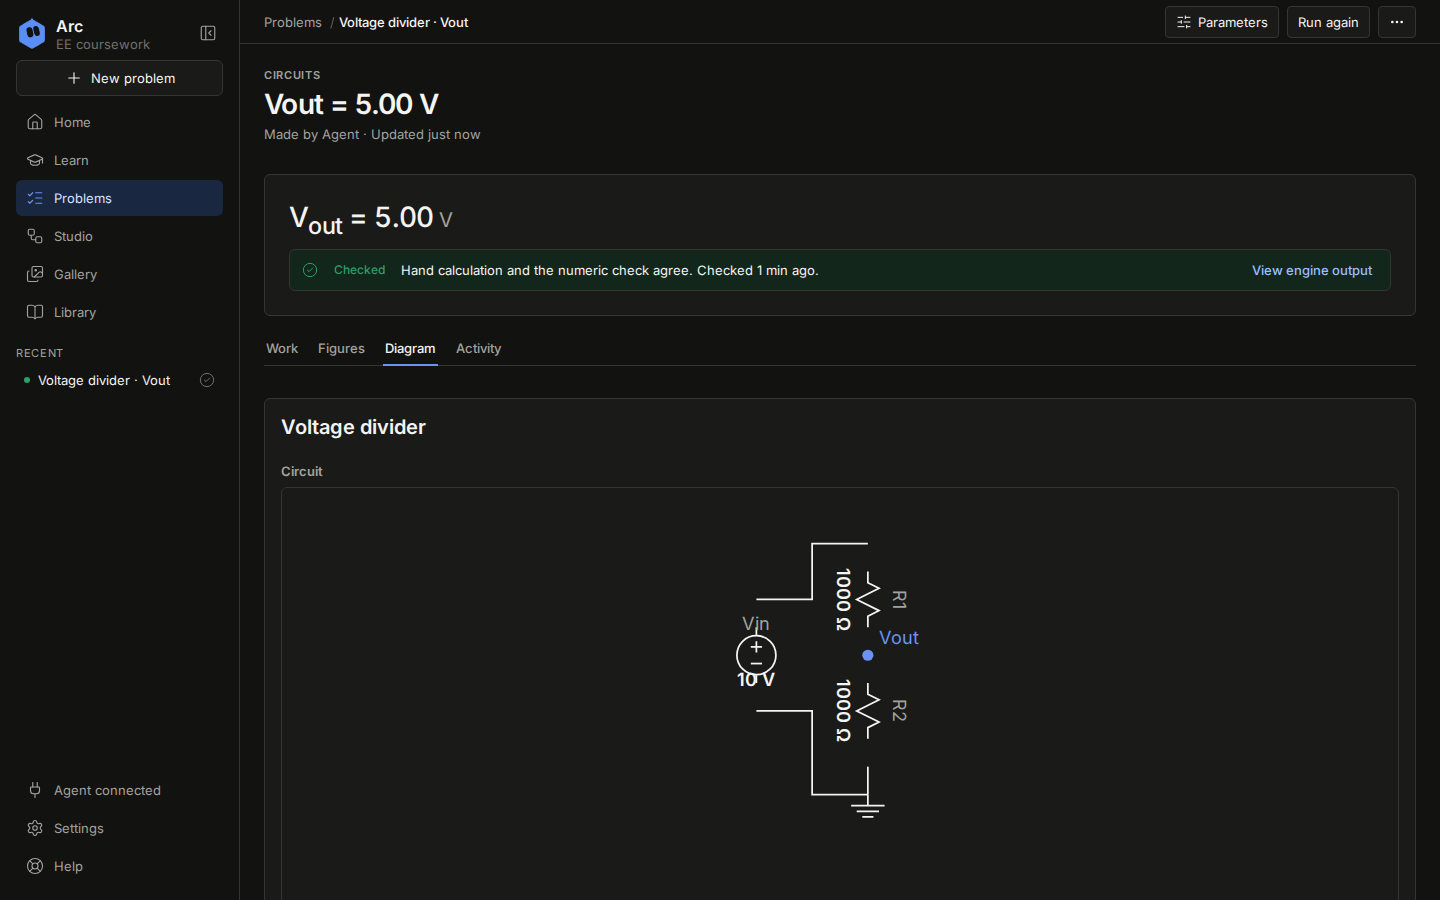 Arc
EE coursework
New problem
Home
Learn
Problems
Studio
Gallery
Library
RECENT
Voltage divider · Vout
Agent connected
Settings
Help
Problems / Voltage divider · Vout
Parameters
Run again
CIRCUITS
Vout = 5.00 V
Made by Agent · Updated just now
Vout = 5.00 V
Checked Hand calculation and the numeric check agree. Checked 1 min ago. View engine output
Work Figures Diagram Activity
Voltage divider
Circuit
1000 Ω
R1
Vin
Vout
10 V
1000 Ω
R2